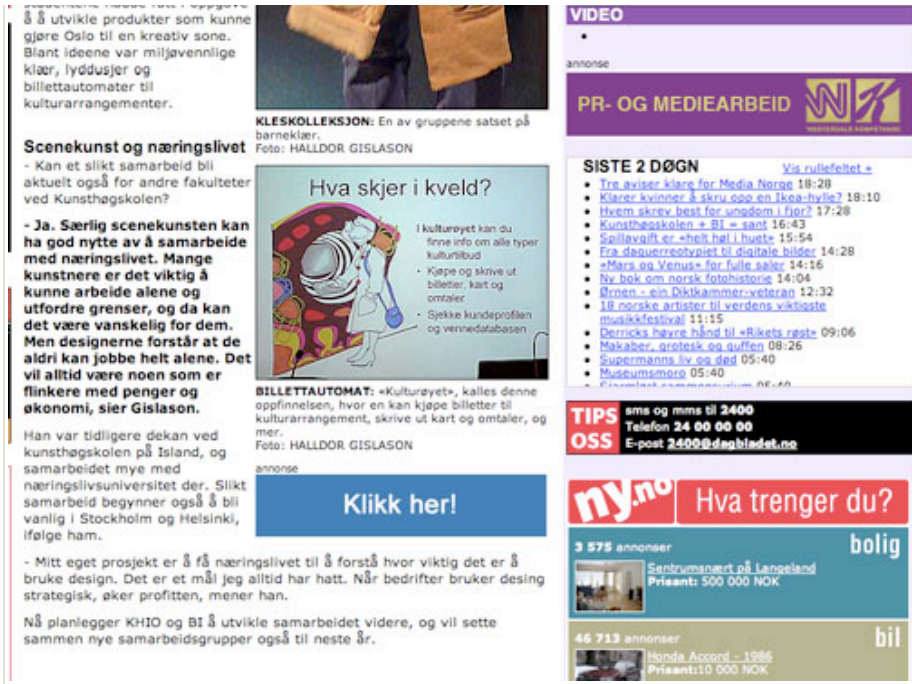 å å utvikle produkter som kunne
gjøre Oslo til en kreativ sone.
Blant ideene var miljøvennlige
klær, lyddusjer og
billettautomater til
kulturarrangementer.
Scenekunst og næringslivet
- Kan et slikt samarbeid bli
aktuelt også for andre fakulteter
ved Kunsthøgskolen?
- Ja. Særlig scenekunsten kan
ha god nytte av å samarbeide
med næringslivet. Mange
kunstnere er det viktig å
kunne arbeide alene og
utfordre grenser, og da kan
det være vanskelig for dem.
Men designerne forstår at de
aldri kan jobbe helt alene. Det
vil alltid være noen som er
flinkere med penger og
økonomi, sier Gislason.
Han var tidligere dekan ved
kunsthøgskolen på Island, og
samarbeidet mye med
næringslivsuniversitet der. Slikt
samarbeid begynner også å bli
vanlig i Stockholm og Helsinki,
ifølge ham.
- Mitt eget prosjekt er å få næringslivet til å forstå hvor viktig det er å
bruke design. Det er et mål jeg alltid har hatt. Når bedrifter bruker desing
strategisk, øker profitten, mener han.
Nå planlegger KHIO og BI å utvikle samarbeidet videre, og vil sette
sammen nye samarbeidsgrupper også til neste år.
KLESKOLLEKSJON: En av gruppene satset på
barneklær.
Foto: HALLDOR GISLASON
Hva skjer i kveld?
I kulturøyet kan du
finne info om alle typer
kulturtilbud
- Kjøpe og skrive ut
billetter, kart og
omtaler
- Sjekke kundeprofilen
og vennedatabasen
BILLETTAUTOMAT: «Kulturøyet», kalles denne
oppfinnelsen, hvor en kan kjøpe billetter til
kulturarrangement, skrive ut kart og omtaler, og
mer.
Foto: HALLDOR GISLASON
annonse
Klikk her!
VIDEO
annonse
PR- OG MEDIEARBEID WK
WESTERDALS KOMPETANSE
SISTE 2 DØGN Vis rullefeltet »
Tre aviser klare for Media Norge 18:28
Klarer kvinner å skru opp en Ikea-hylle? 18:10
Hvem skrev best for ungdom i fjor? 17:28
Kunsthøgskolen + BI = sant 16:43
Spillavgift er «helt høl i huet» 15:54
Fra daguerreotypiet til digitale bilder 14:28
«Mars og Venus» for fulle saler 14:16
Ny bok om norsk fotohistorie 14:04
Ørnen - ein Diktkammer-veteran 12:32
18 norske artister til verdens viktigste
musikkfestival 11:15
Derricks høyre hånd til «Rikets røst» 09:06
Makaber, grotesk og guffen 08:26
Supermanns liv og død 05:40
Museumsmoro 05:40
TIPS OSS
sms og mms til 2400
Telefon 24 00 00 00
E-post 2400@dagbladet.no
ny.no Hva trenger du?
3 575 annonser bolig
Sentrumsnært på Langeland
Prisant: 500 000 NOK
46 713 annonser bil
Honda Accord - 1986
Prisant:10 000 NOK